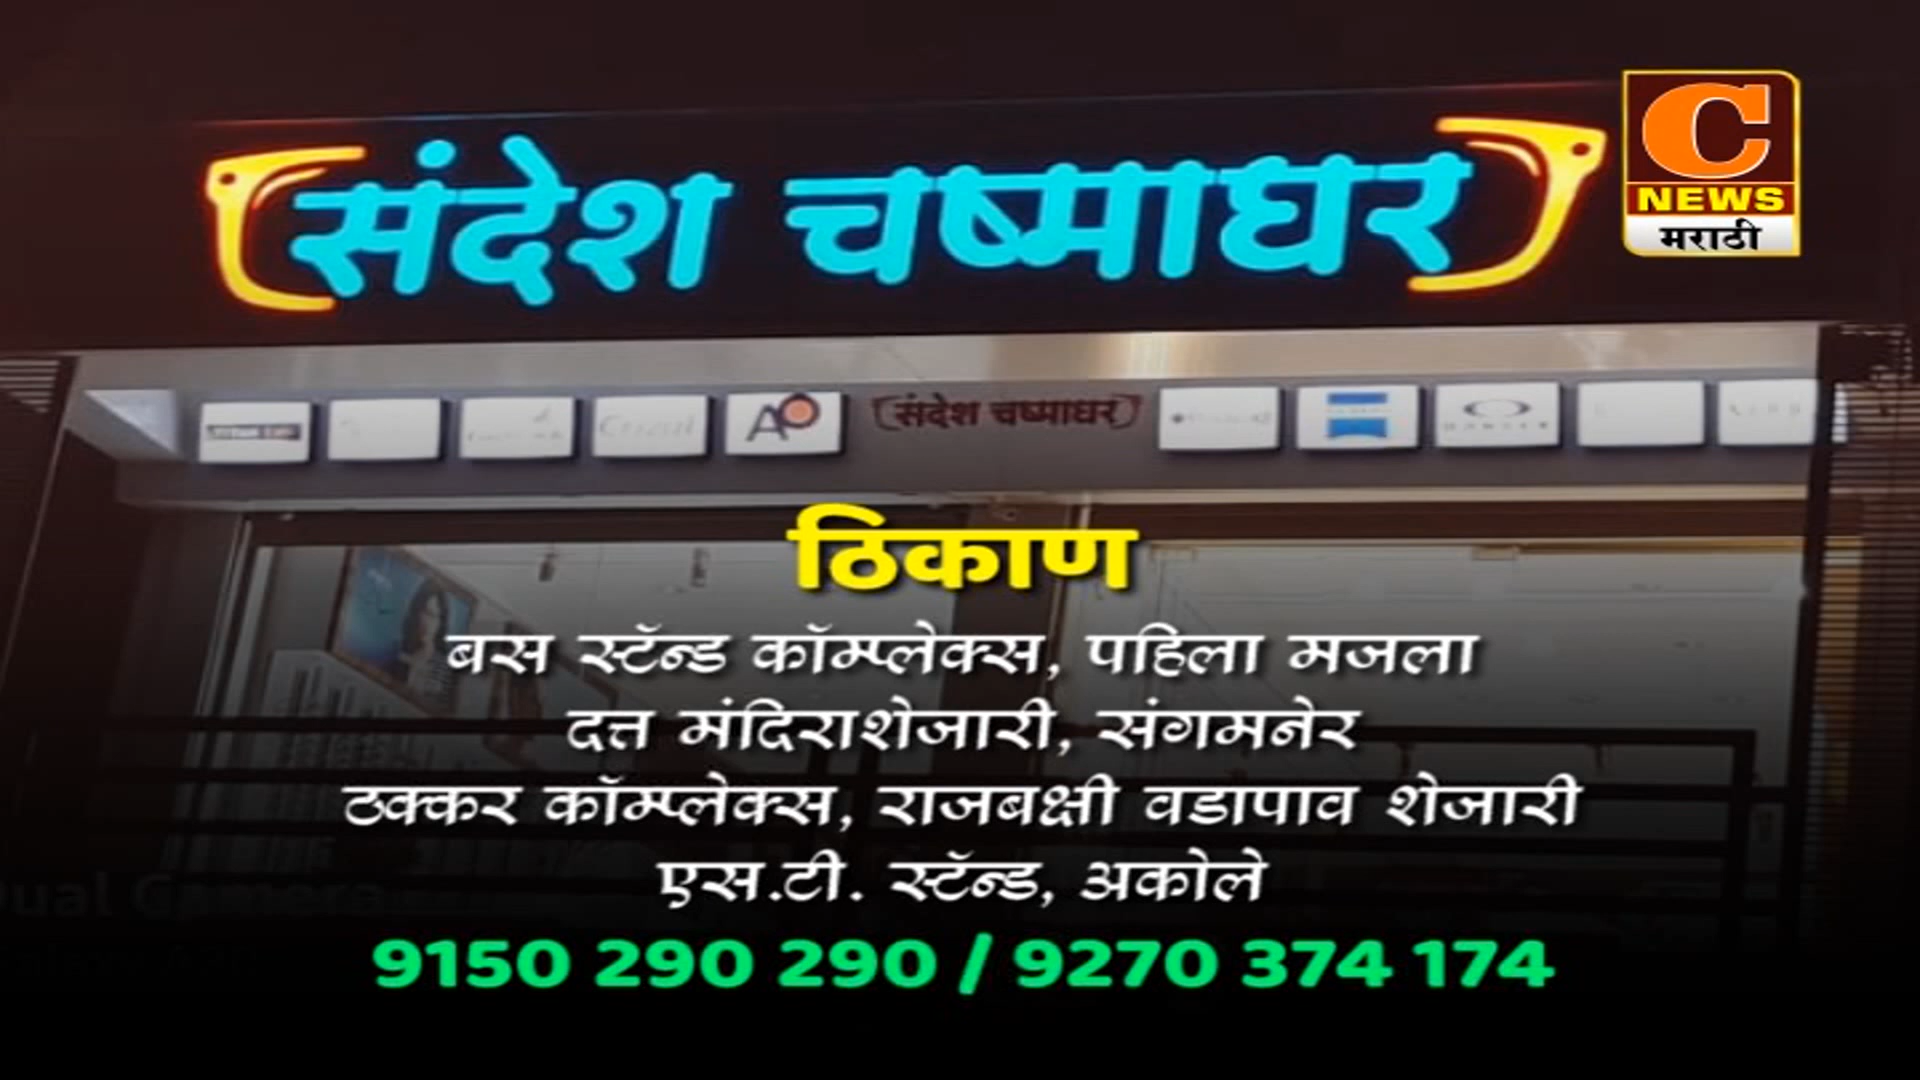 संदेश चष्माघर
C
NEWS
मराठी
AO
संदेश चष्माघर
ठिकाण
बस स्टॅन्ड कॉम्प्लेक्स, पहिला मजला
दत्त मंदिराशेजारी, संगमनेर
ठक्कर कॉम्प्लेक्स, राजबक्षी वडापाव शेजारी
एस.टी. स्टॅन्ड, अकोले
9150 290 290 / 9270 374 174